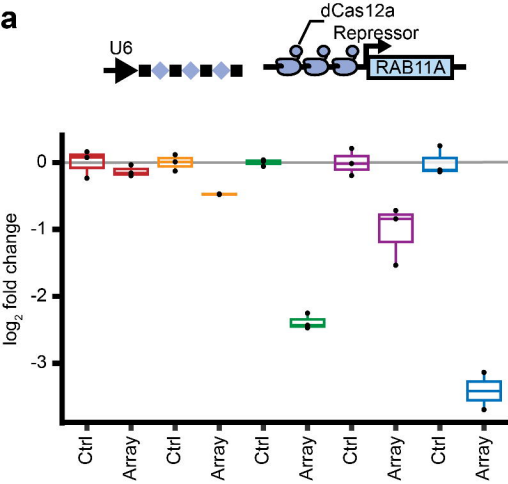 a
dCas12a
Repressor
U6
RAB11A
log2 fold change
0
-1
-2
-3
Ctrl
Array
Ctrl
Array
Ctrl
Array
Ctrl
Array
Ctrl
Array